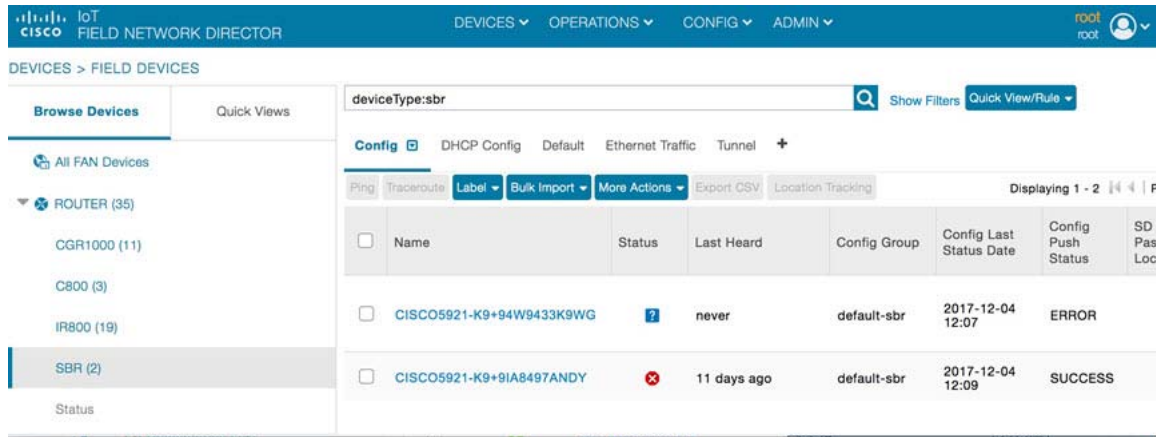 CISCO IoT FIELD NETWORK DIRECTOR
DEVICES OPERATIONS CONFIG ADMIN
root
root
DEVICES > FIELD DEVICES
Browse Devices
Quick Views
All FAN Devices
ROUTER (35)
CGR1000 (11)
C800 (3)
IR800 (19)
SBR (2)
Status
deviceType:sbr
Show Filters
Quick View/Rule
Config DHCP Config Default Ethernet Traffic Tunnel +
Ping Traceroute Label Bulk Import More Actions Export CSV Location Tracking Displaying 1 - 2
Name Status Last Heard Config Group Config Last Status Date Config Push Status SD
CISCO5921-K9+94W9433K9WG ? never default-sbr 2017-12-04 12:07 ERROR
CISCO5921-K9+9IA8497ANDY 11 days ago default-sbr 2017-12-04 12:09 SUCCESS